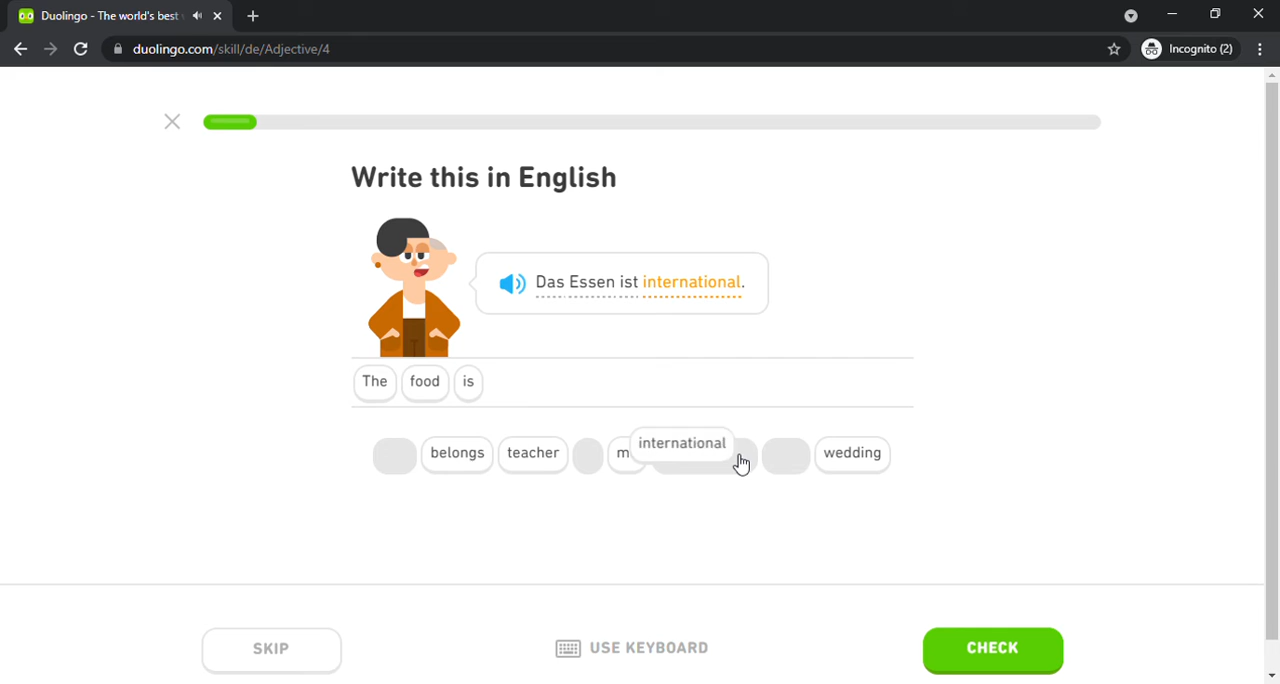 Duolingo - The world's best
duolingo.com/skill/de/Adjective/4
Incognito (2)
Write this in English
Das Essen ist international.
The food is
belongs teacher international wedding
SKIP USE KEYBOARD CHECK